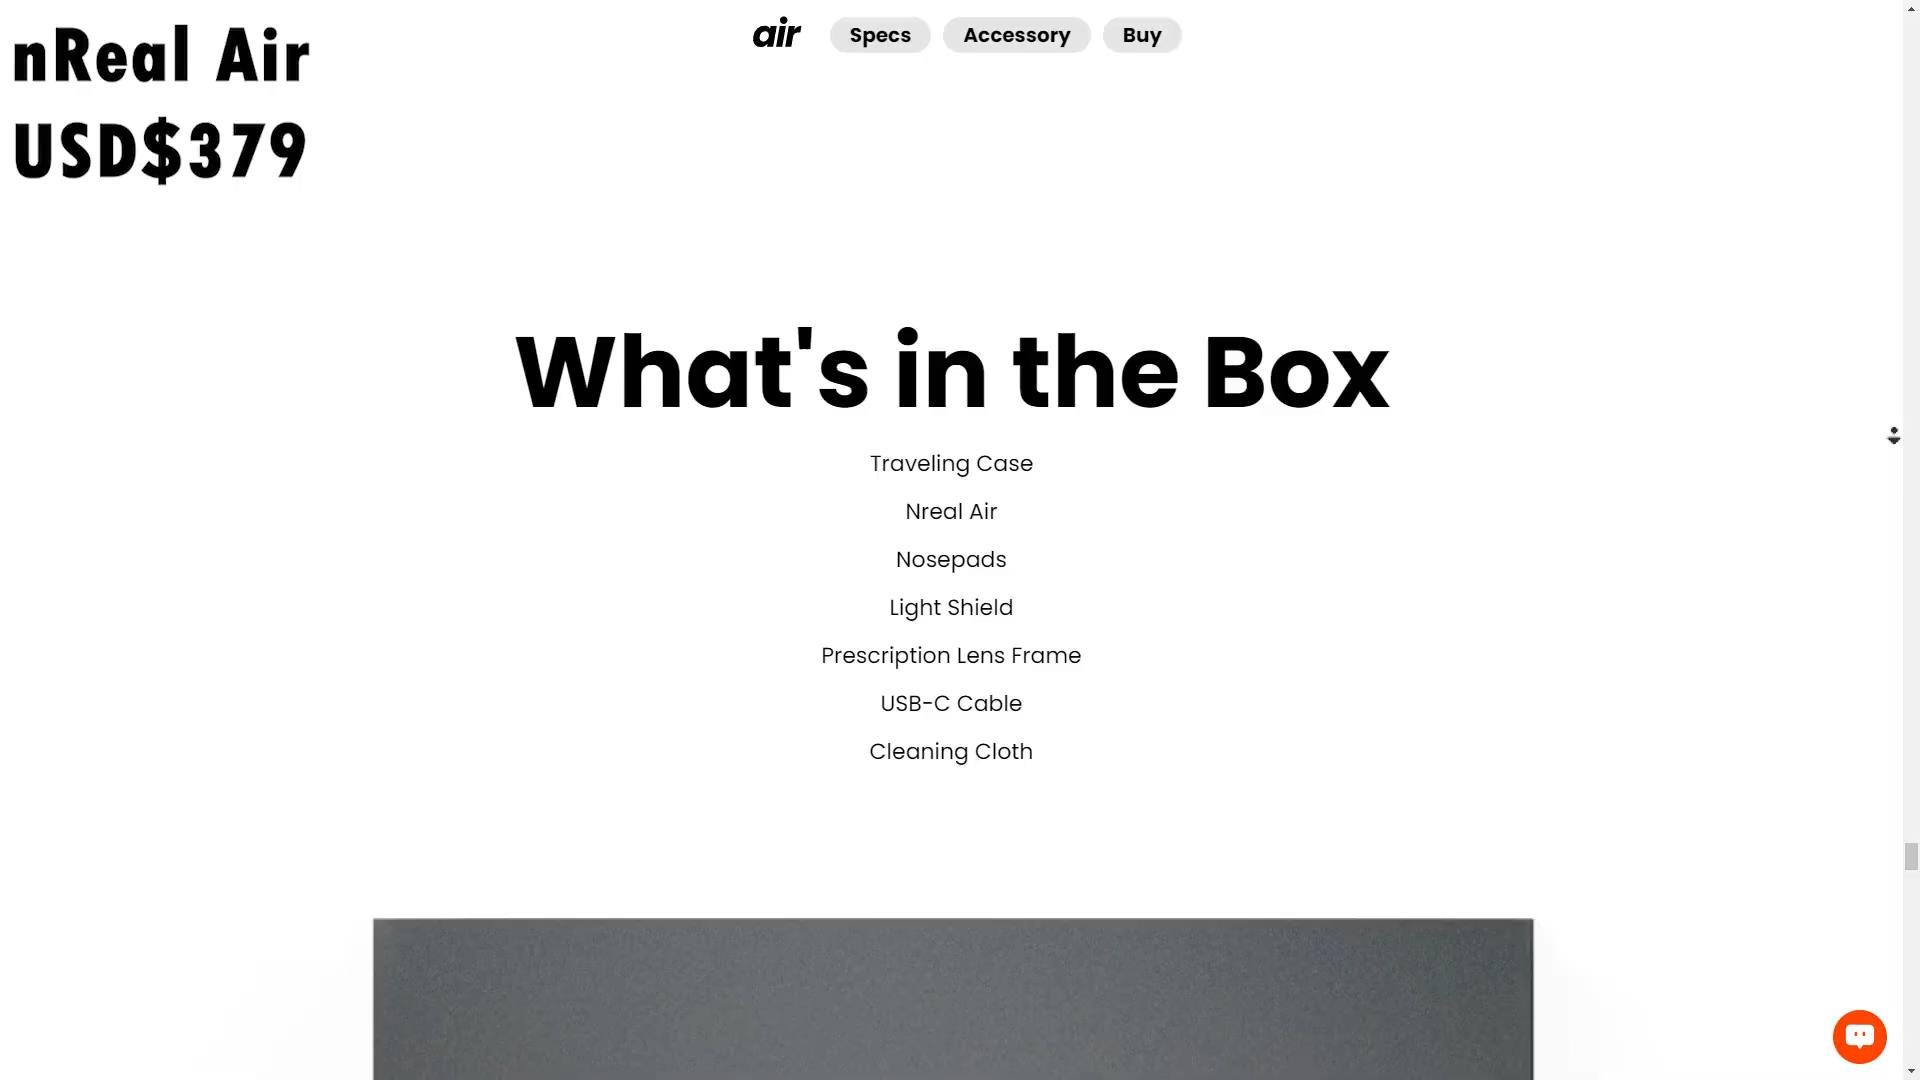 nReal Air
USD$379
air
Specs
Accessory
Buy
What's in the Box
Traveling Case
Nreal Air
Nosepads
Light Shield
Prescription Lens Frame
USB-C Cable
Cleaning Cloth